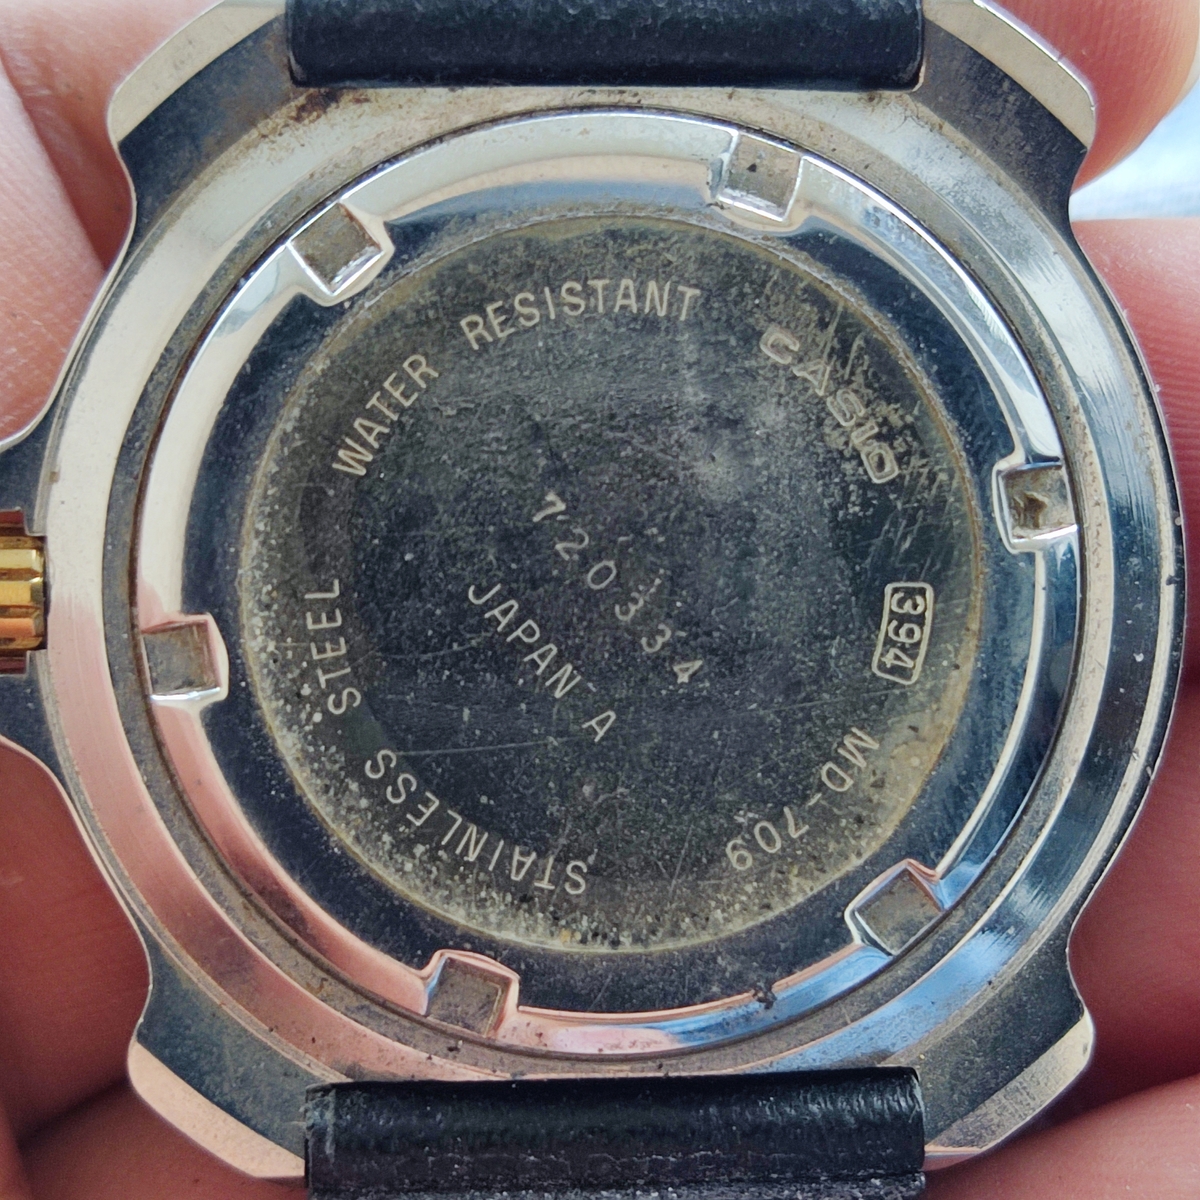 WATER RESISTANT
CASIO
394
MD-709
STAINLESS STEEL
720334
JAPAN A